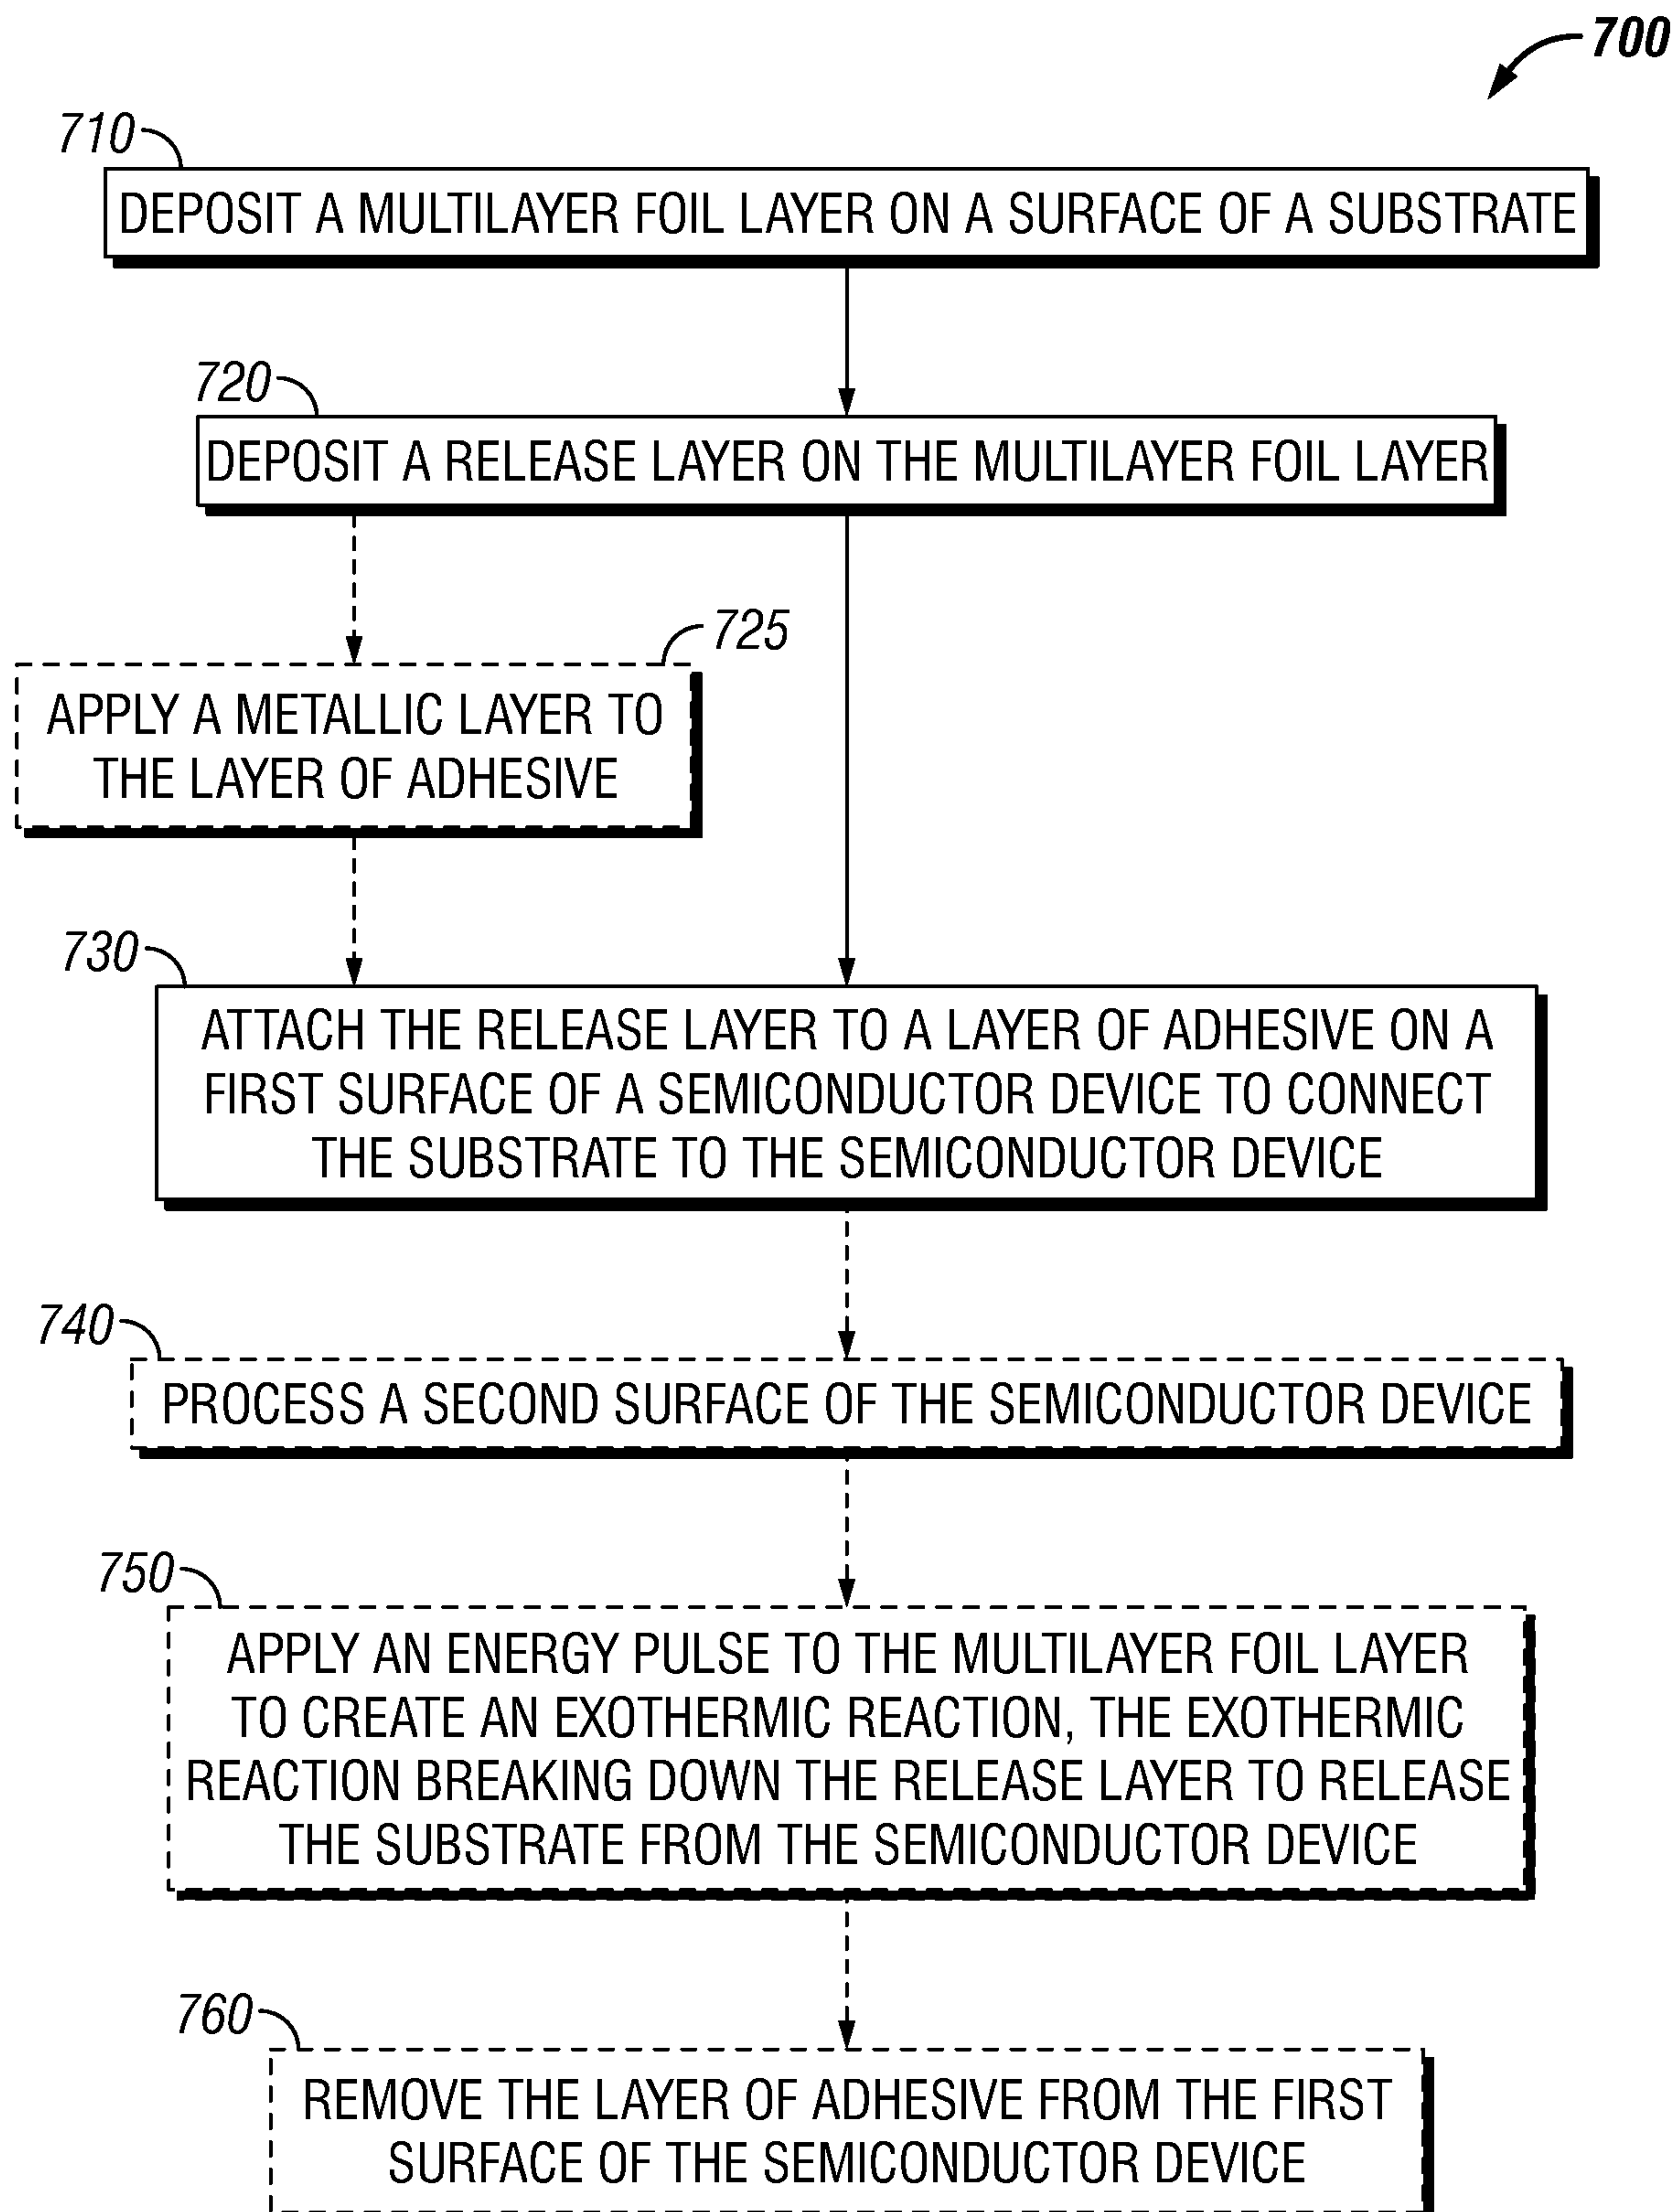 700
710
DEPOSIT A MULTILAYER FOIL LAYER ON A SURFACE OF A SUBSTRATE
720
DEPOSIT A RELEASE LAYER ON THE MULTILAYER FOIL LAYER
725
APPLY A METALLIC LAYER TO
THE LAYER OF ADHESIVE
730
ATTACH THE RELEASE LAYER TO A LAYER OF ADHESIVE ON A
FIRST SURFACE OF A SEMICONDUCTOR DEVICE TO CONNECT
THE SUBSTRATE TO THE SEMICONDUCTOR DEVICE
740
PROCESS A SECOND SURFACE OF THE SEMICONDUCTOR DEVICE
750
APPLY AN ENERGY PULSE TO THE MULTILAYER FOIL LAYER
TO CREATE AN EXOTHERMIC REACTION, THE EXOTHERMIC
REACTION BREAKING DOWN THE RELEASE LAYER TO RELEASE
THE SUBSTRATE FROM THE SEMICONDUCTOR DEVICE
760
REMOVE THE LAYER OF ADHESIVE FROM THE FIRST
SURFACE OF THE SEMICONDUCTOR DEVICE